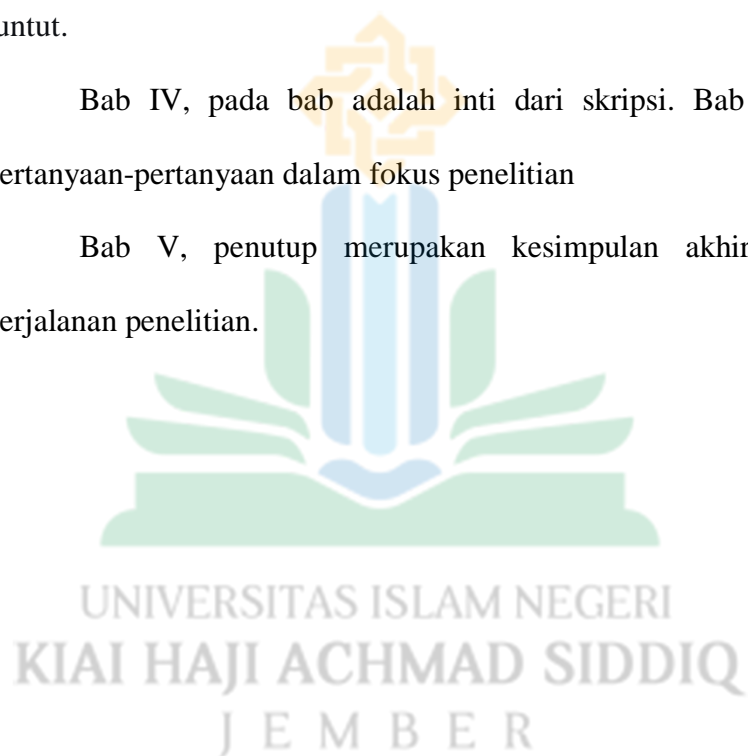 untut.
Bab IV, pada bab adalah inti dari skripsi. Bab
ertanyaan-pertanyaan dalam fokus penelitian
Bab V, penutup merupakan kesimpulan akhir
erjalanan penelitian.
UNIVERSITAS ISLAM NEGERI
KIAI HAJI ACHMAD SIDDIQ
JEMBER